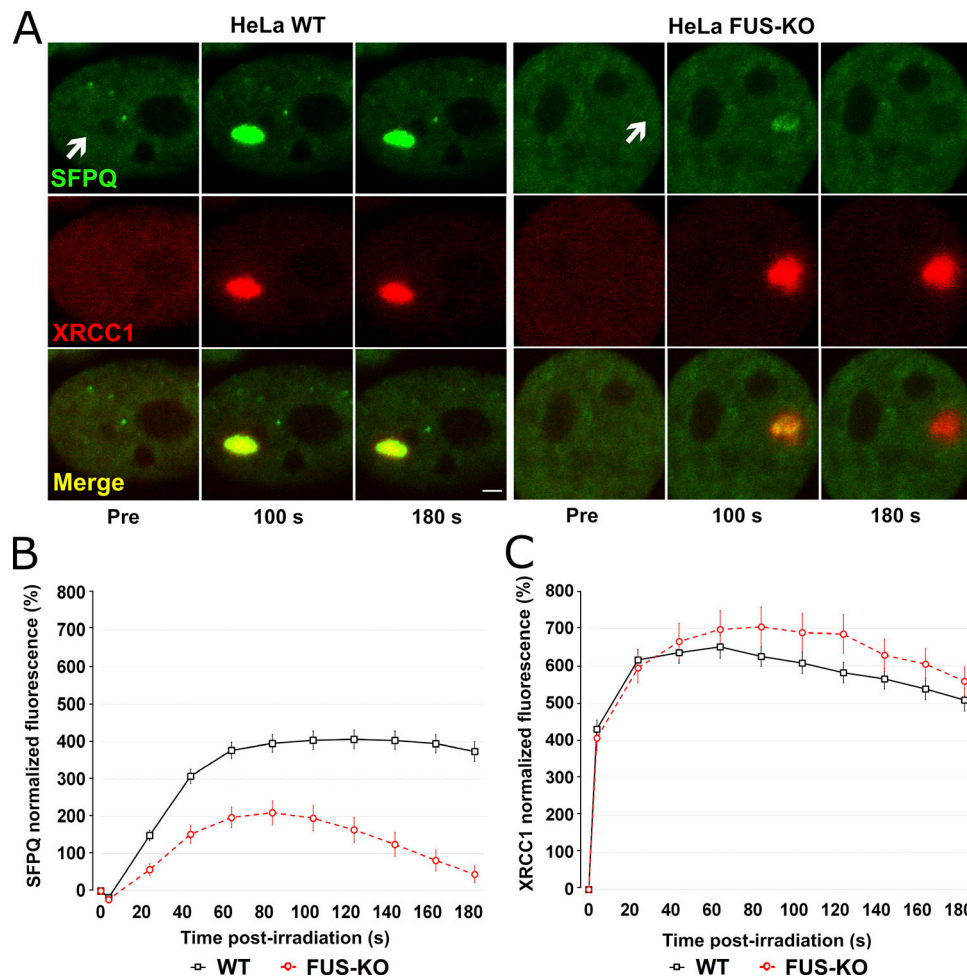 A
HeLa WT
HeLa FUS-KO
SFPQ
XRCC1
Merge
Pre
100 s
180 s
Pre
100 s
180 s
B
SFPQ normalized fluorescence (%)
800
700
600
500
400
300
200
100
0
0 20 40 60 80 100 120 140 160 180
Time post-irradiation (s)
WT FUS-KO
C
XRCC1 normalized fluorescence (%)
800
700
600
500
400
300
200
100
0
0 20 40 60 80 100 120 140 160 180
Time post-irradiation (s)
WT FUS-KO